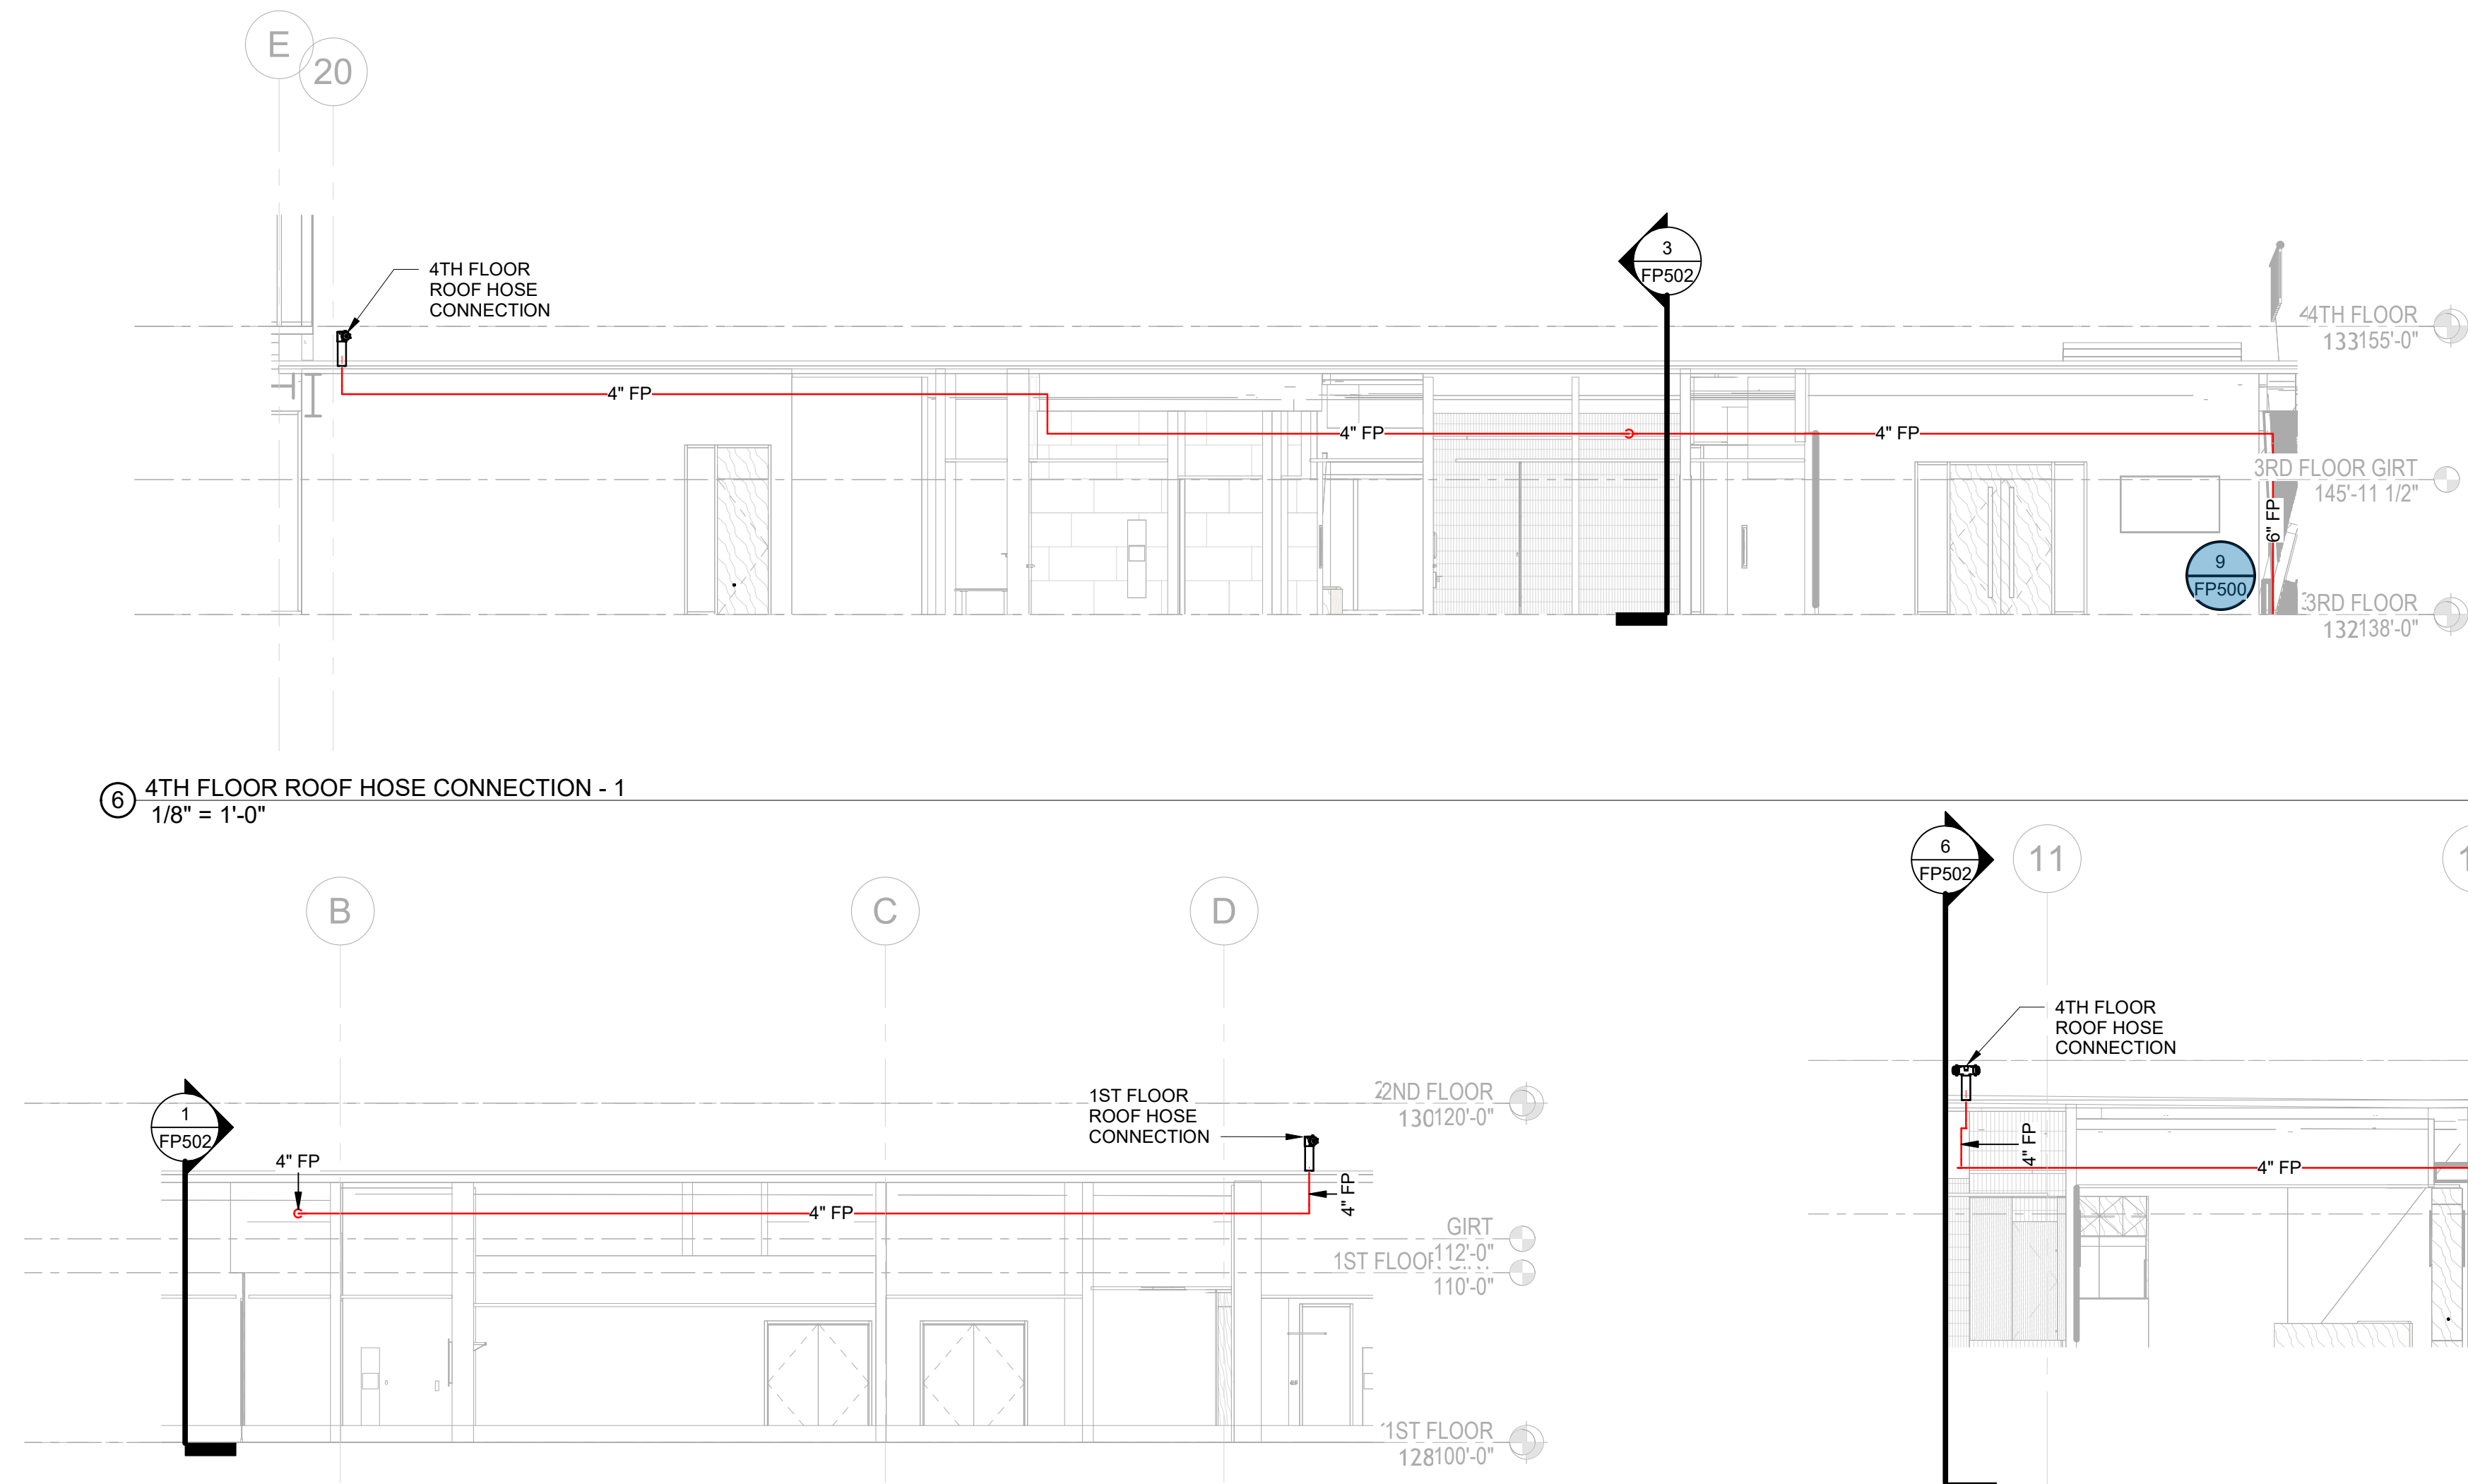 E
20
4TH FLOOR
ROOF HOSE
CONNECTION
3
FP502
4TH FLOOR
133155'-0"
4" FP
4" FP
4" FP
3RD FLOOR GIRT
145'-11 1/2"
6" FP
9
FP500
3RD FLOOR
132138'-0"
6
4TH FLOOR ROOF HOSE CONNECTION - 1
1/8" = 1'-0"
B
C
D
6
FP502
11
4TH FLOOR
ROOF HOSE
CONNECTION
1
FP502
1ST FLOOR
ROOF HOSE
CONNECTION
2ND FLOOR
130120'-0"
4" FP
4" FP
4" FP
4" FP
4" FP
GIRT
112'-0"
1ST FLOOR
110'-0"
1ST FLOOR
128100'-0"